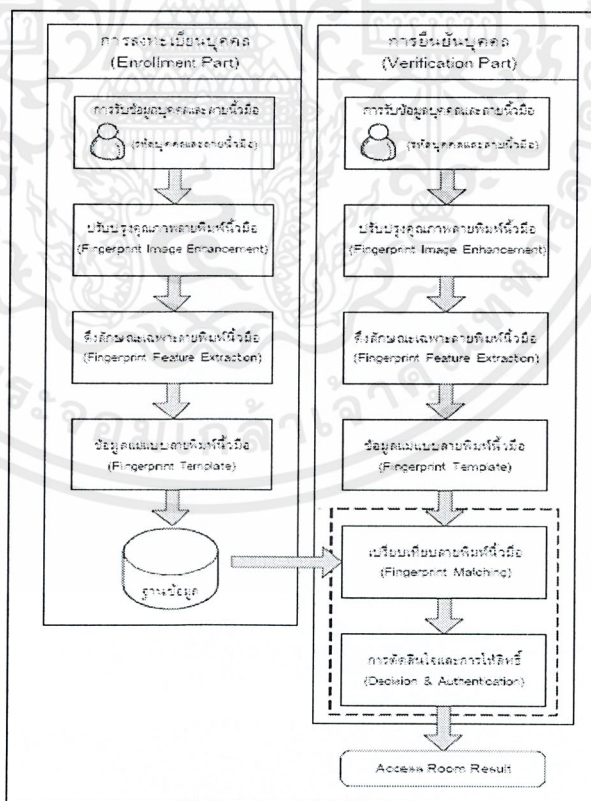 การลงทะเบียนบุคคล
(Enrollment Part)
การรับข้อมูลบุคคลและลายนิ้วมือ
(รหัสบุคคลและลายนิ้วมือ)
ปรับปรุงคุณภาพลายพิมพ์นิ้วมือ
(Fingerprint Image Enhancement)
ดึงลักษณะเฉพาะลายพิมพ์นิ้วมือ
(Fingerprint Feature Extraction)
ข้อมูลแม่แบบลายพิมพ์นิ้วมือ
(Fingerprint Template)
ฐานข้อมูล
การยืนยันบุคคล
(Verification Part)
การรับข้อมูลบุคคลและลายนิ้วมือ
(รหัสบุคคลและลายนิ้วมือ)
ปรับปรุงคุณภาพลายพิมพ์นิ้วมือ
(Fingerprint Image Enhancement)
ดึงลักษณะเฉพาะลายพิมพ์นิ้วมือ
(Fingerprint Feature Extraction)
ข้อมูลแม่แบบลายพิมพ์นิ้วมือ
(Fingerprint Template)
เปรียบเทียบลายพิมพ์นิ้วมือ
(Fingerprint Matching)
การตัดสินใจและการให้สิทธิ์
(Decision & Authentication)
Access Room Result